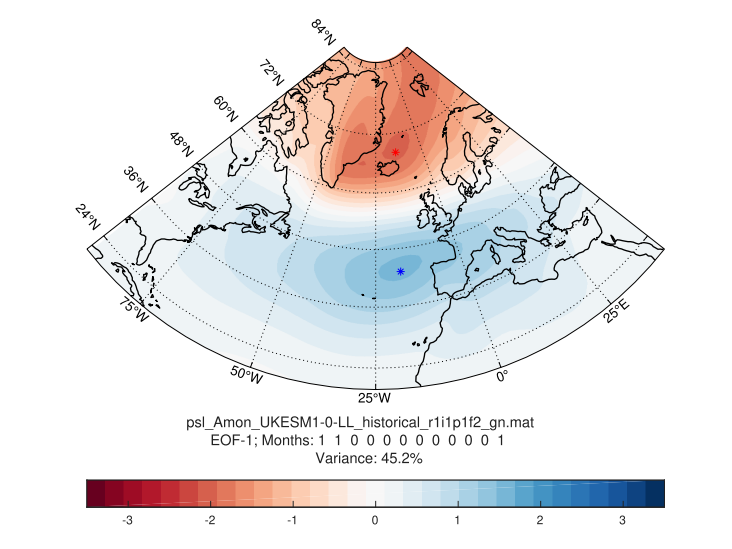 84°N
72°N
60°N
48°N
36°N
24°N
75°W
50°W
25°W
0°
25°E
psl_Amon_UKESM1-0-LL_historical_r1i1p1f2_gn.mat
EOF-1; Months: 1 1 0 0 0 0 0 0 0 0 0 1
Variance: 45.2%
-3 -2 -1 0 1 2 3